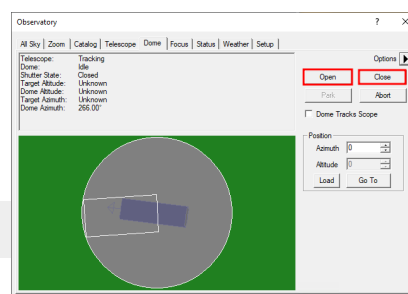 Observatory ? ×
All Sky Zoom Catalog Telescope Dome Focus Status Weather Setup
Telescope: Tracking
Dome: Idle
Shutter State: Closed
Target Altitude: Unknown
Dome Altitude: Unknown
Target Azimuth: Unknown
Dome Azimuth: 266.00°
Options
Open Close
Park Abort
Dome Tracks Scope
Position
Azimuth 0
Altitude 0
Load Go To